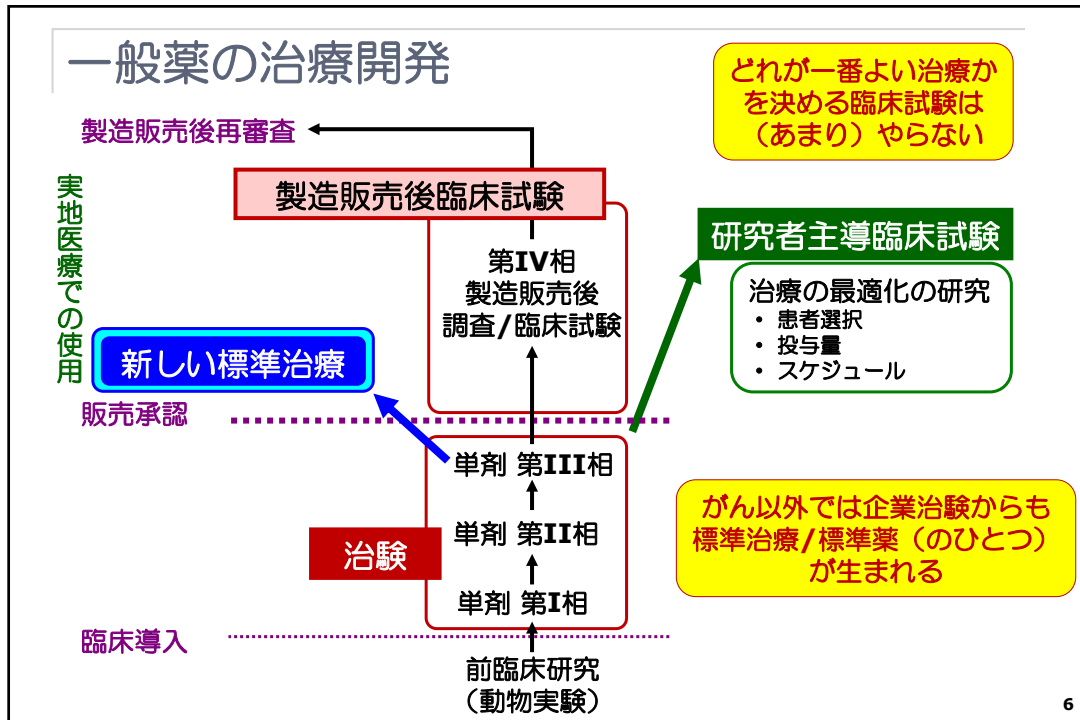 一般薬の治療開発
どれが一番よい治療か
を決める臨床試験は
（あまり）やらない
製造販売後再審査
製造販売後臨床試験
実地医療での使用
研究者主導臨床試験
第IV相
製造販売後
調査/臨床試験
治療の最適化の研究
• 患者選択
• 投与量
• スケジュール
新しい標準治療
販売承認
単剤 第III相
がん以外では企業治験からも
標準治療/標準薬（のひとつ）
が生まれる
単剤 第II相
治験
単剤 第I相
臨床導入
前臨床研究
（動物実験）
6